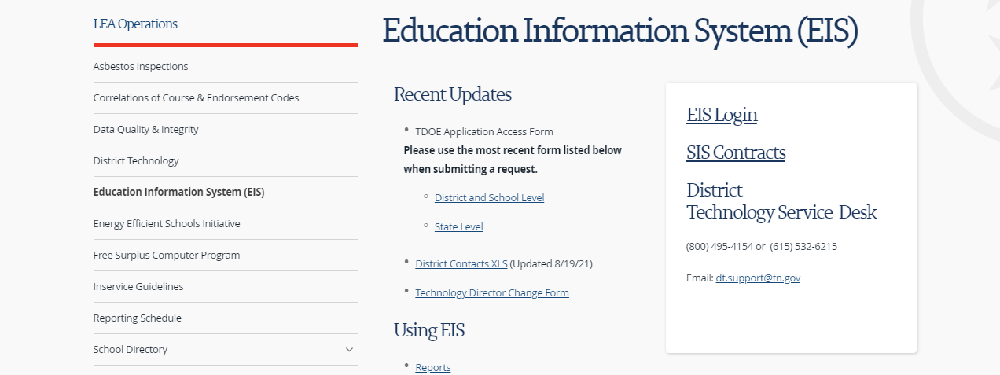 LEA Operations
Asbestos Inspections
Correlations of Course & Endorsement Codes
Data Quality & Integrity
District Technology
Education Information System (EIS)
Energy Efficient Schools Initiative
Free Surplus Computer Program
Inservice Guidelines
Reporting Schedule
School Directory
Education Information System (EIS)
Recent Updates
TDOE Application Access Form
Please use the most recent form listed below
when submitting a request.
District and School Level
State Level
District Contacts XLS (Updated 8/19/21)
Technology Director Change Form
Using EIS
Reports
EIS Login
SIS Contracts
District
Technology Service Desk
(800) 495-4154 or (615) 532-6215
Email: dt.support@tn.gov